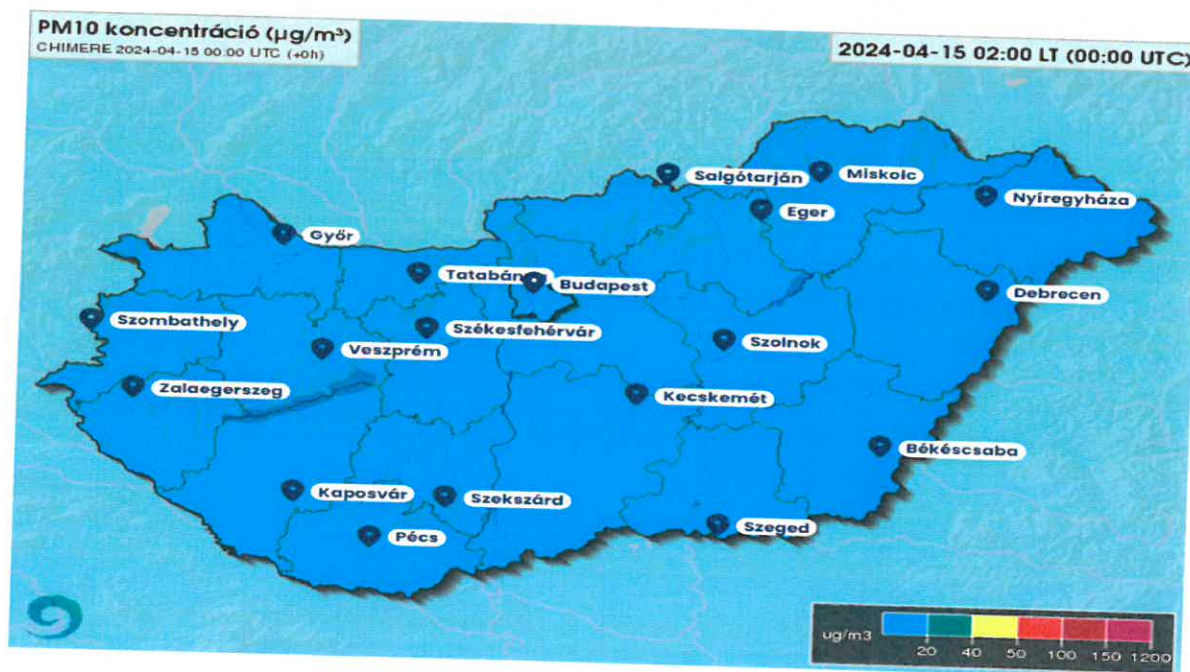 PM10 koncentráció (µg/m³)
CHIMERE 2024-04-15 00:00 UTC (+0h)
2024-04-15 02:00 LT (00:00 UTC)
Salgótarján
Miskolc
Nyíregyháza
Eger
Győr
Tatabán
Budapest
Debrecen
Szombathely
Székesfehérvár
Szolnok
Veszprém
Zalaegerszeg
Kecskemét
Békéscsaba
Kaposvár
Szekszárd
Szeged
Pécs
ug/m3
20 40 50 100 150 1200